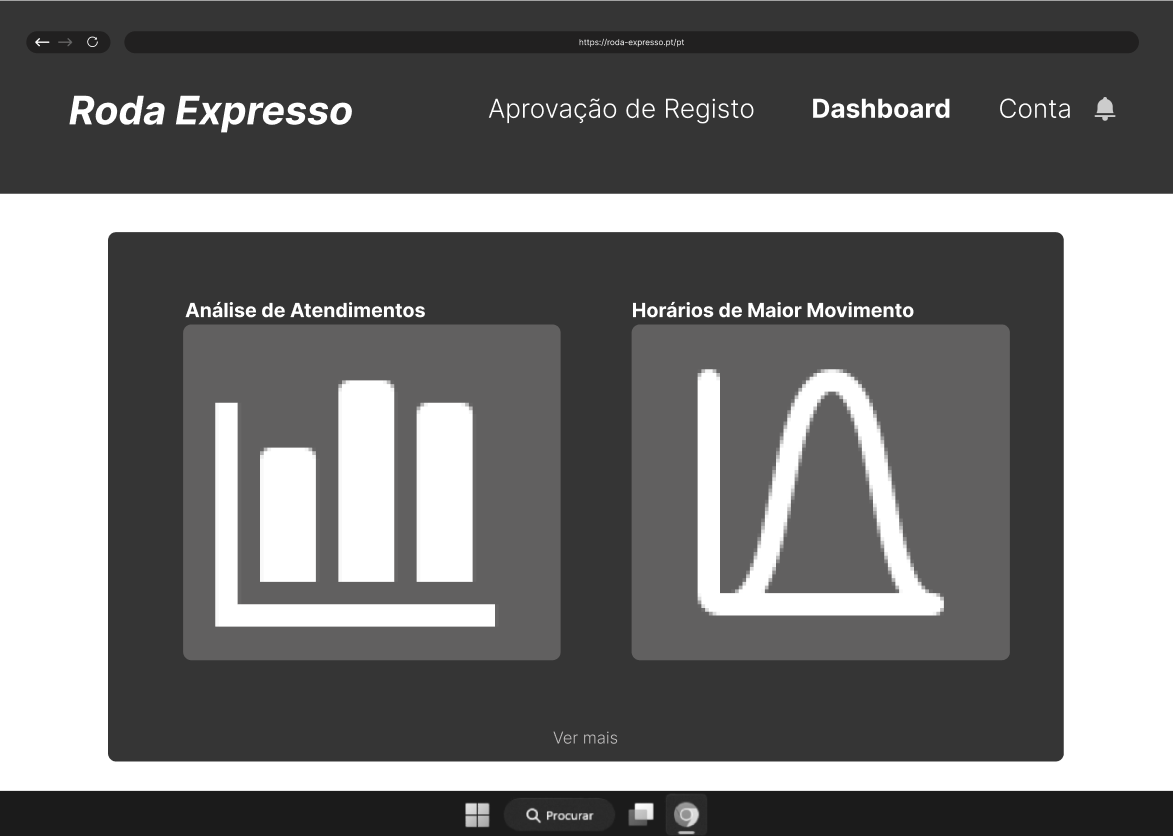 https://roda-expresso.pt/pt
Roda Expresso
Aprovação de Registo
Dashboard
Conta
Análise de Atendimentos
Horários de Maior Movimento
Ver mais
Procurar